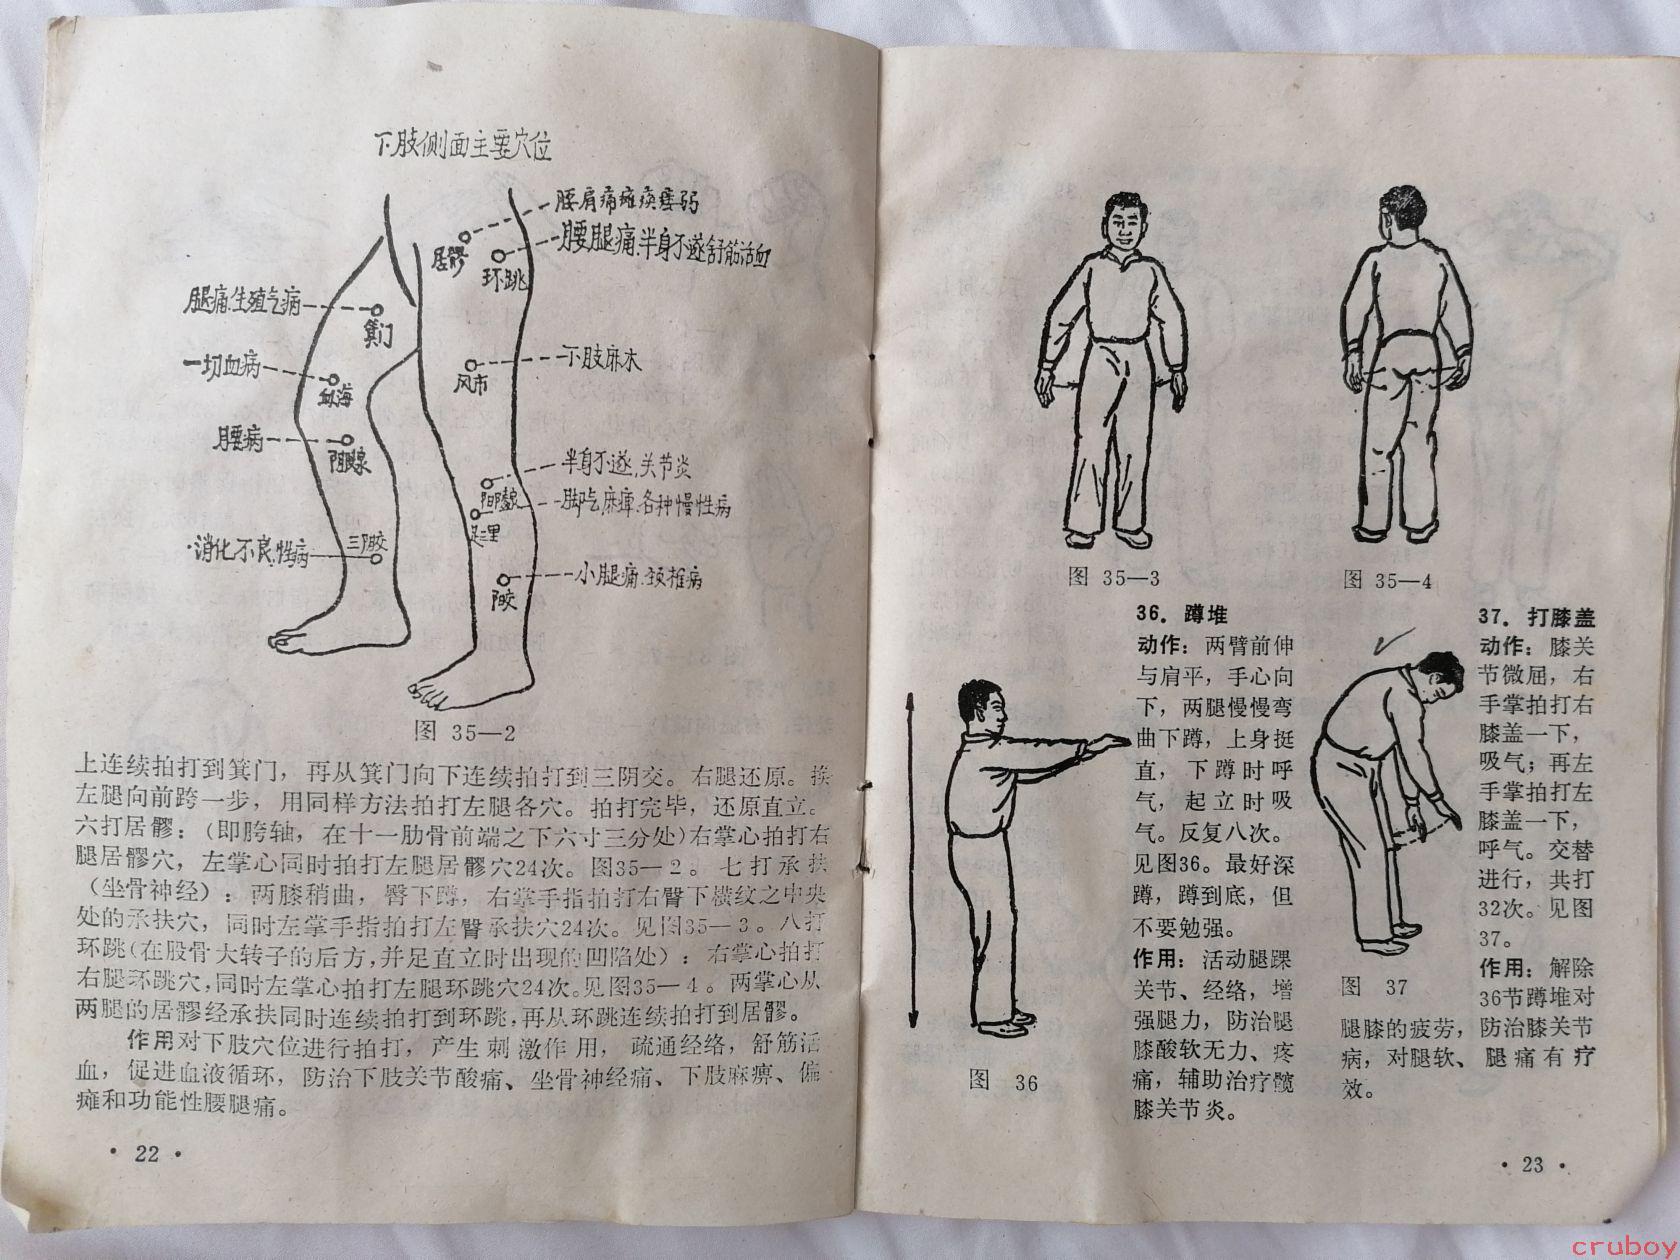 下肢侧面主要穴位
腰肩痛瘫痪痿弱
腰腿痛.半身不遂舒筋活血
居髎
环跳
腿痛.生殖气病
箕门
一切血病
血海
风市
下肢麻木
腰病
阴陵泉
半身不遂.关节炎
脚气麻痺.各种慢性病
足三里
消化不良.性病
三阴交
小腿痛.颈椎病
图 35—2
上连续拍打到箕门，再从箕门向下连续拍打到三阴交。右腿还原。换
左腿向前跨一步，用同样方法拍打左腿各穴。拍打完毕，还原直立。
六打居髎：（即胯轴，在十一肋骨前端之下六寸三分处）右掌心拍打右
腿居髎穴，左掌心同时拍打左腿居髎穴24次。图35—2。七打承扶
（坐骨神经）：两膝稍曲，臀下蹲，右掌手指拍打右臀下横纹之中央
处的承扶穴，同时左掌手指拍打左臀承扶穴24次。见图35—3。八打
环跳（在股骨大转子的后方，并足直立时出现的凹陷处）：右掌心拍打
右腿环跳穴，同时左掌心拍打左腿环跳穴24次。见图35—4。两掌心从
两腿的居髎经承扶同时连续拍打到环跳，再从环跳连续拍打到居髎。
作用对下肢穴位进行拍打，产生刺激作用，疏通经络，舒筋活
血，促进血液循环，防治下肢关节酸痛、坐骨神经痛、下肢麻痹、偏
瘫和功能性腰腿痛。
· 22 ·
图 35—3
图 35—4
36．蹲堆
动作：两臂前伸
与肩平，手心向
下，两腿慢慢弯
曲下蹲，上身挺
直，下蹲时呼
气，起立时吸
气。反复八次。
见图36。最好深
蹲，蹲到底，但
不要勉强。
作用：活动腿踝
关节、经络，增
强腿力，防治腿
膝酸软无力、疼
痛，辅助治疗髋
膝关节炎。
图 36
37．打膝盖
动作：膝关
节微屈，右
手掌拍打右
膝盖一下，
吸气；再左
手掌拍打左
膝盖一下，
呼气。交替
进行，共打
32次。见图
37。
作用：解除
36节蹲堆对
腿膝的疲劳，防治膝关节
病，对腿软、腿痛有疗
效。
图 37
· 23 ·
cruboy